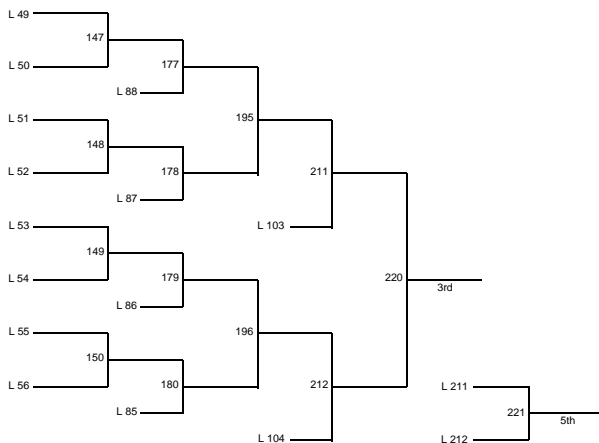 L 49
147
L 50
177
L 88
195
L 51
148
L 52
178
L 87
211
L 103
L 53
149
L 54
179
L 86
220
3rd
196
L 55
150
L 56
180
L 85
212
L 104
L 211
221
5th
L 212